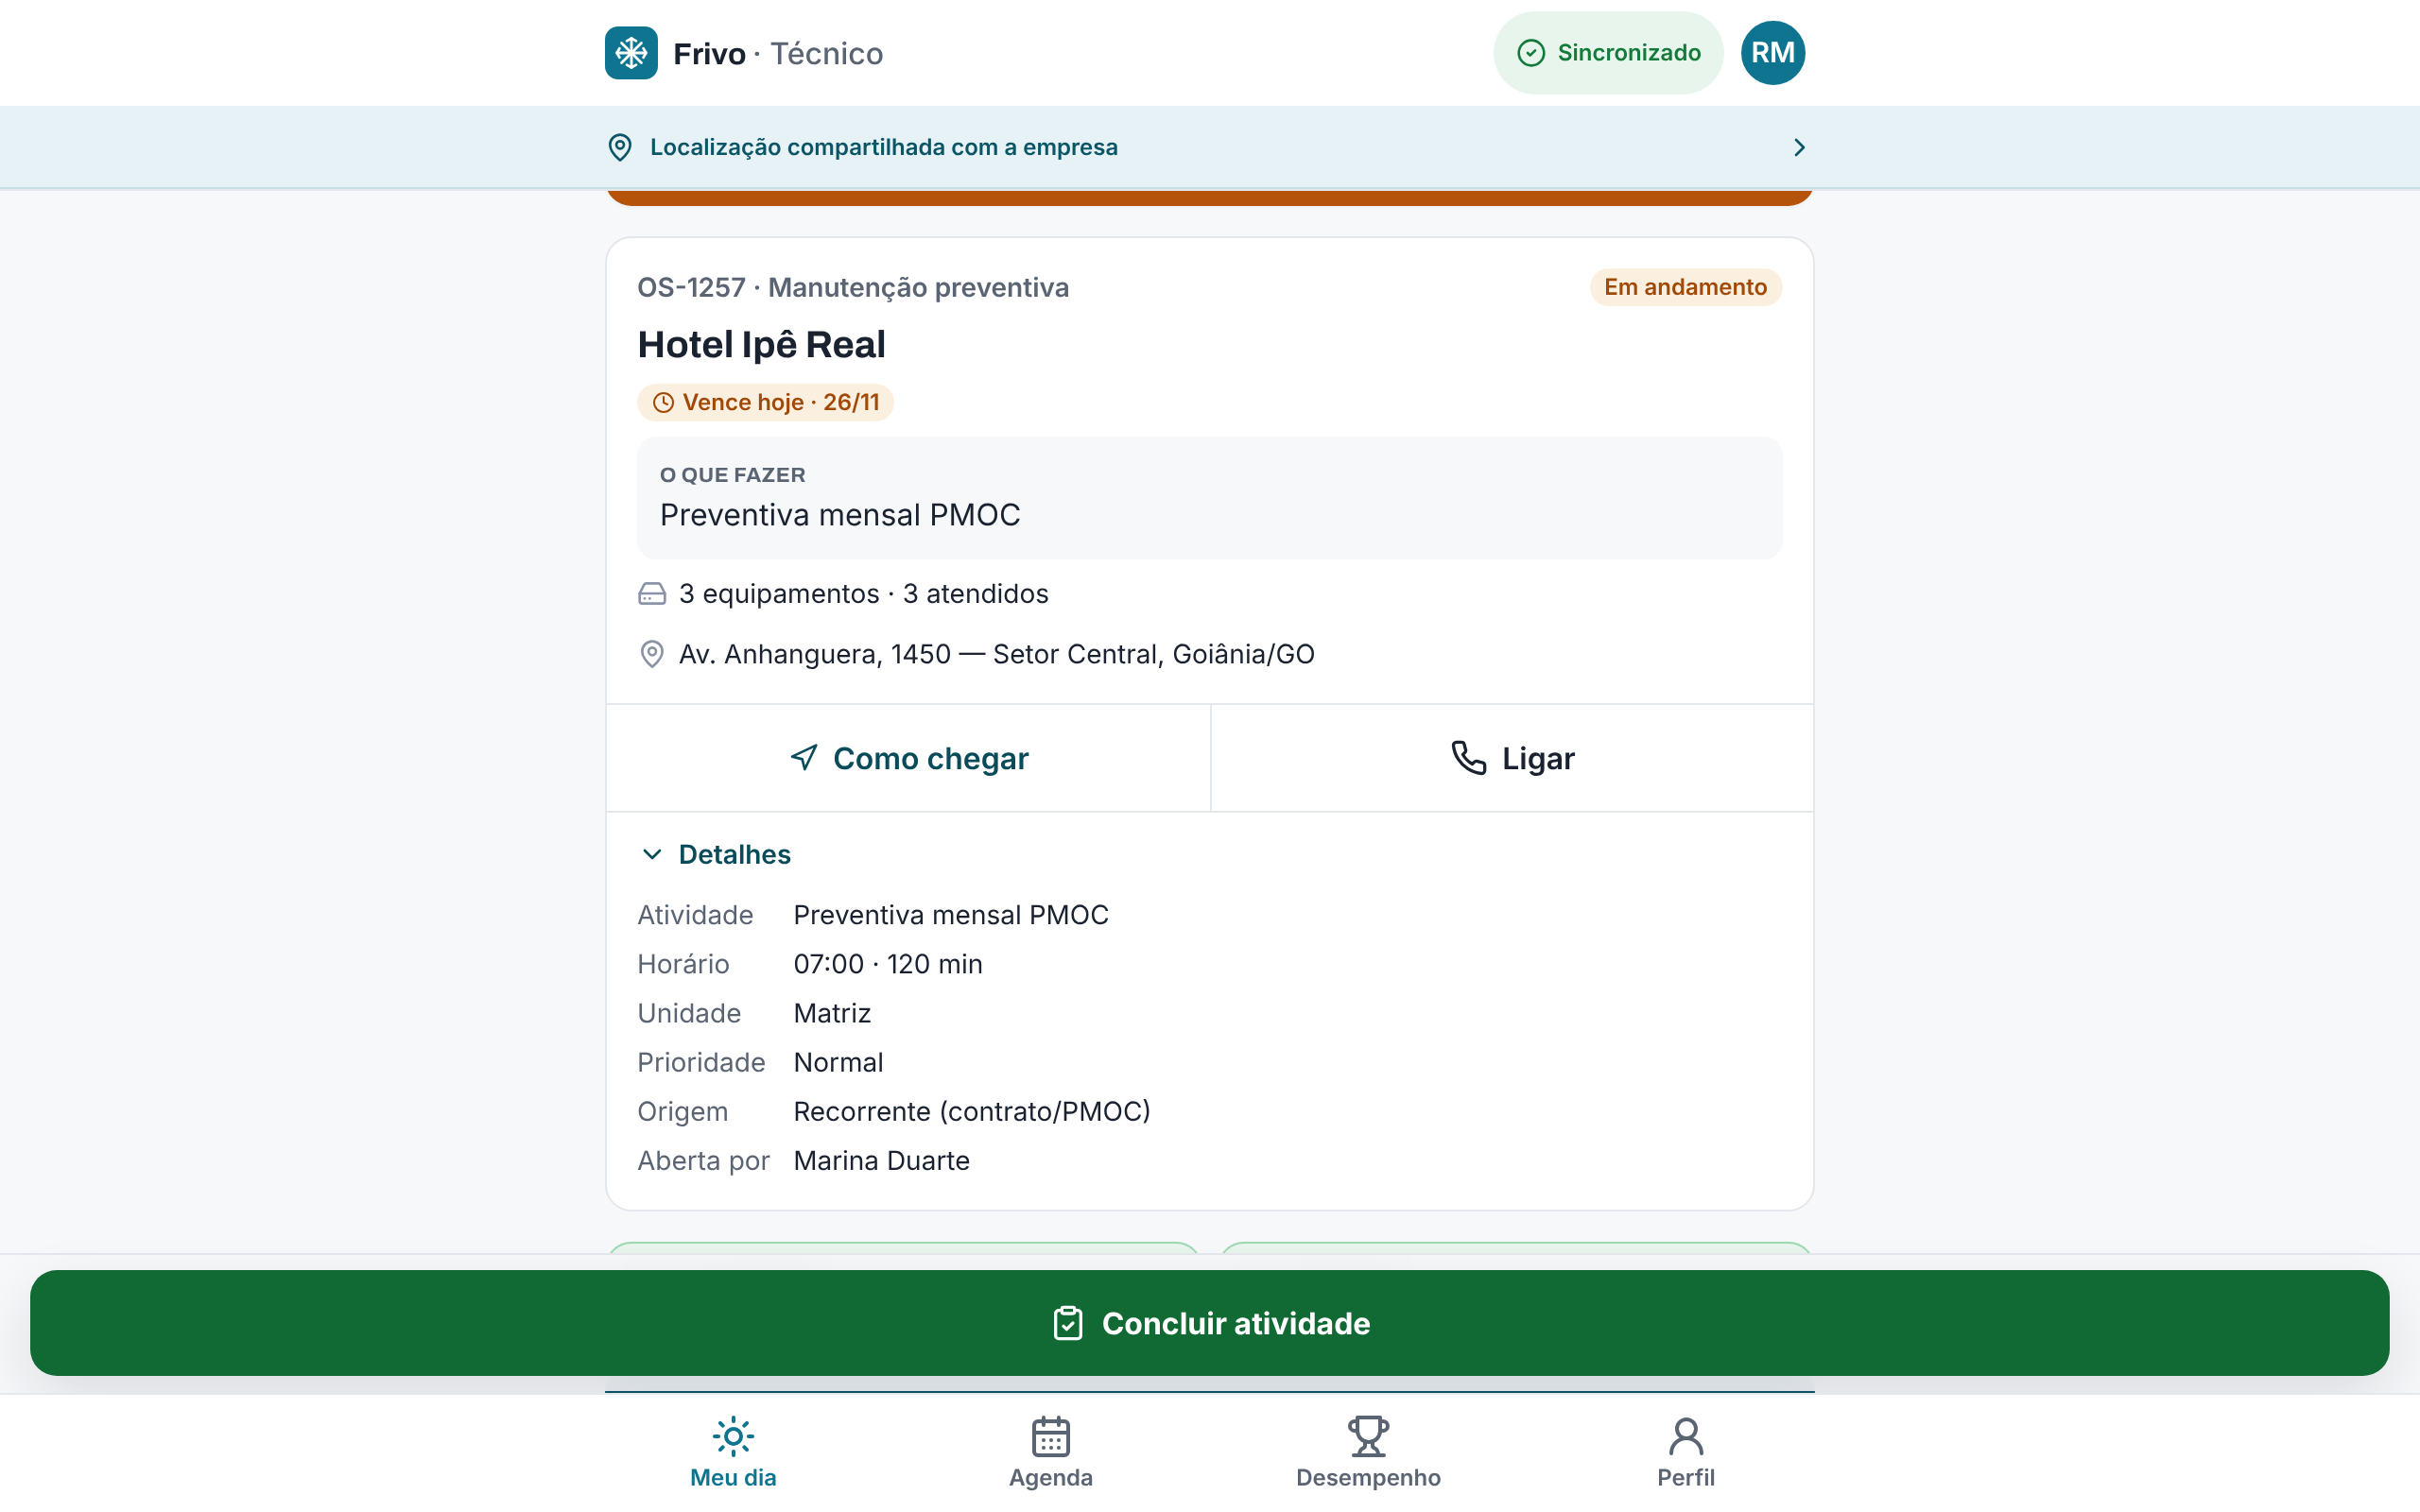 Frivo · Técnico
Sincronizado
RM
Localização compartilhada com a empresa
OS-1257 · Manutenção preventiva
Em andamento
Hotel Ipê Real
Vence hoje · 26/11
O QUE FAZER
Preventiva mensal PMOC
3 equipamentos · 3 atendidos
Av. Anhanguera, 1450 — Setor Central, Goiânia/GO
Como chegar
Ligar
Detalhes
Atividade Preventiva mensal PMOC
Horário 07:00 · 120 min
Unidade Matriz
Prioridade Normal
Origem Recorrente (contrato/PMOC)
Aberta por Marina Duarte
Concluir atividade
Meu dia
Agenda
Desempenho
Perfil